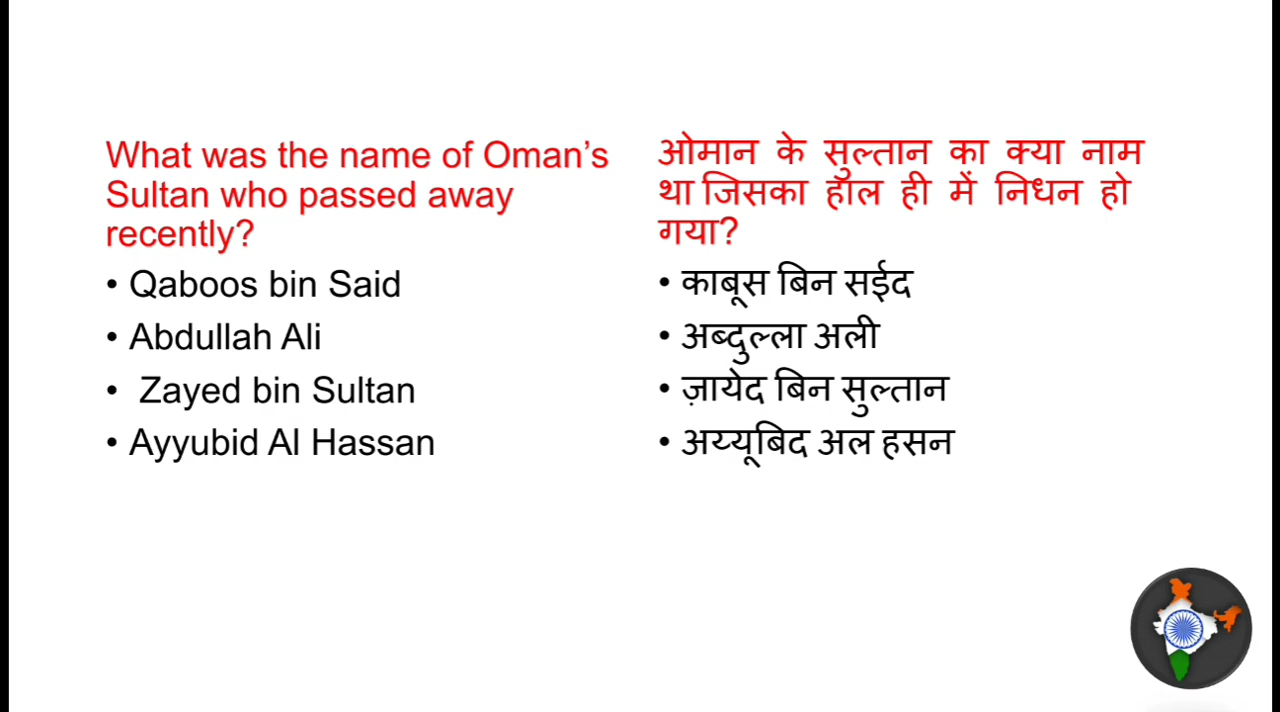 What was the name of Oman’s
Sultan who passed away
recently?
• Qaboos bin Said
• Abdullah Ali
• Zayed bin Sultan
• Ayyubid Al Hassan
ओमान के सुल्तान का क्या नाम
था जिसका हाल ही में निधन हो
गया?
• काबूस बिन सईद
• अब्दुल्ला अली
• ज़ायेद बिन सुल्तान
• अय्यूबिद अल हसन